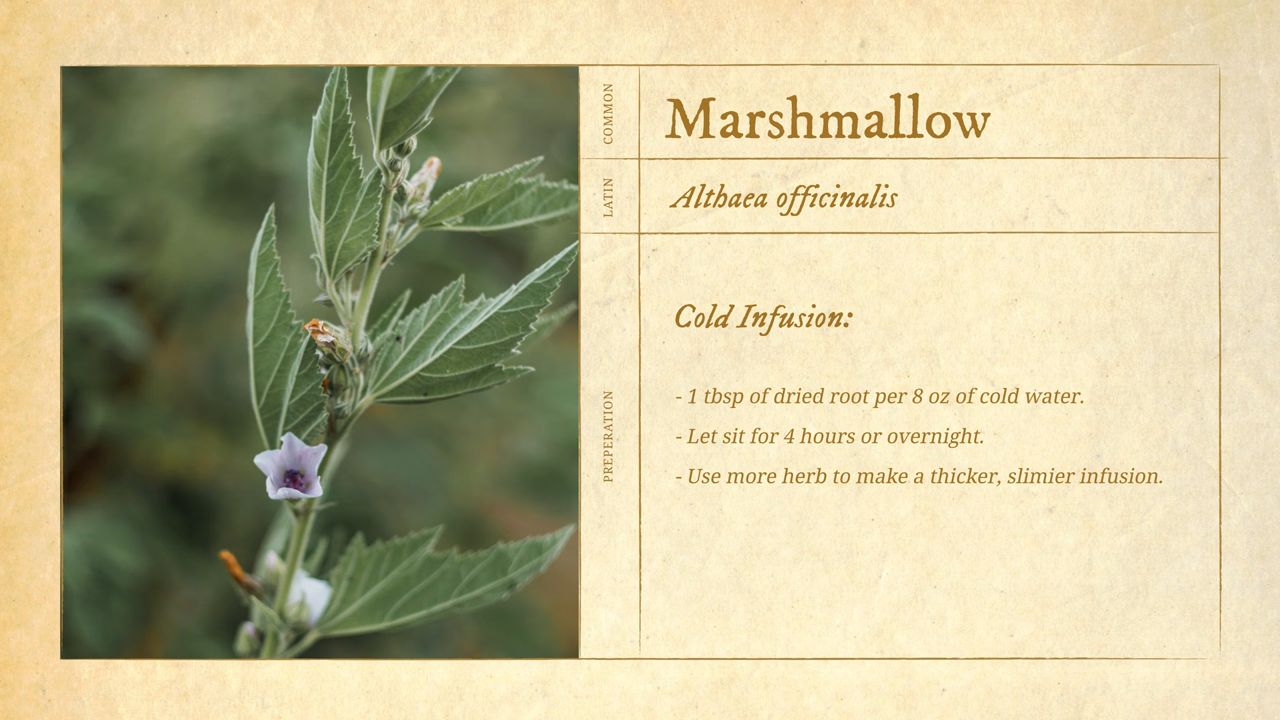 COMMON
Marshmallow
LATIN
Althaea officinalis
PREPERATION
Cold Infusion:
- 1 tbsp of dried root per 8 oz of cold water.
- Let sit for 4 hours or overnight.
- Use more herb to make a thicker, slimier infusion.